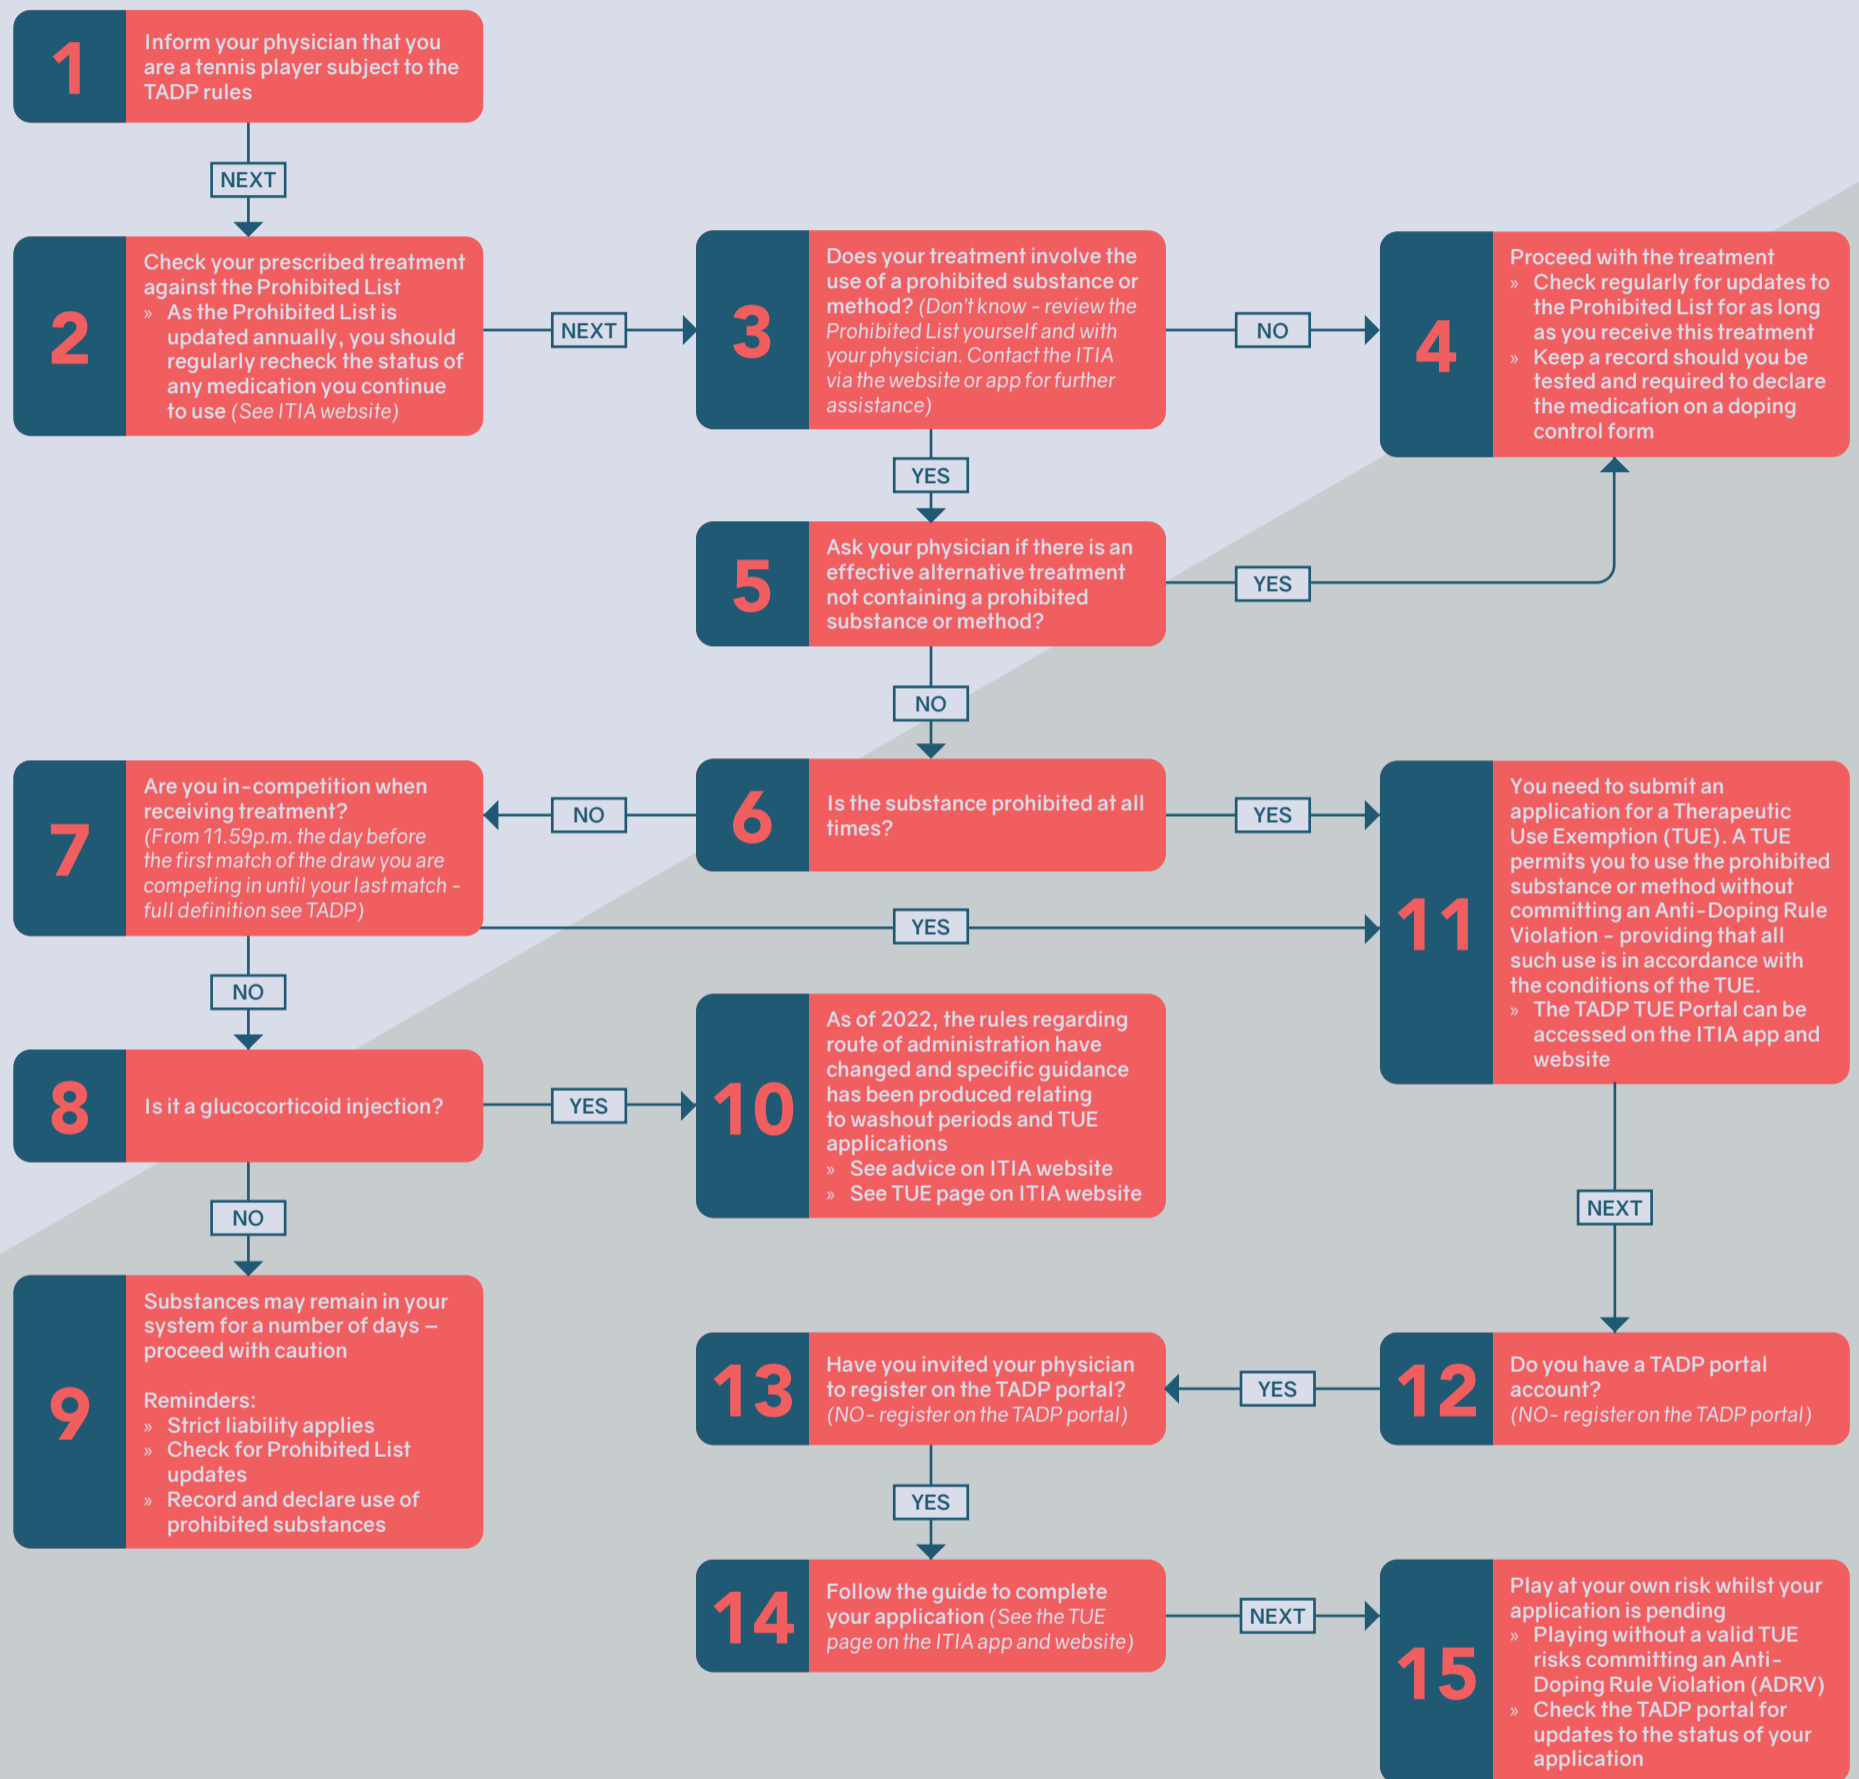 1
Inform your physician that you
are a tennis player subject to the
TADP rules
NEXT
2
Check your prescribed treatment
against the Prohibited List
» As the Prohibited List is
updated annually, you should
regularly recheck the status of
any medication you continue
to use (See ITIA website)
NEXT
3
Does your treatment involve the
use of a prohibited substance or
method? (Don't know - review the
Prohibited List yourself and with
your physician. Contact the ITIA
via the website or app for further
assistance)
NO
4
Proceed with the treatment
» Check regularly for updates to
the Prohibited List for as long
as you receive this treatment
» Keep a record should you be
tested and required to declare
the medication on a doping
control form
YES
5
Ask your physician if there is an
effective alternative treatment
not containing a prohibited
substance or method?
YES
NO
6
Is the substance prohibited at all
times?
NO
YES
7
Are you in-competition when
receiving treatment?
(From 11.59p.m. the day before
the first match of the draw you are
competing in until your last match -
full definition see TADP)
YES
NO
8
Is it a glucocorticoid injection?
YES
NO
9
Substances may remain in your
system for a number of days –
proceed with caution
Reminders:
» Strict liability applies
» Check for Prohibited List
updates
» Record and declare use of
prohibited substances
10
As of 2022, the rules regarding
route of administration have
changed and specific guidance
has been produced relating
to washout periods and TUE
applications
» See advice on ITIA website
» See TUE page on ITIA website
11
You need to submit an
application for a Therapeutic
Use Exemption (TUE). A TUE
permits you to use the prohibited
substance or method without
committing an Anti-Doping Rule
Violation - providing that all
such use is in accordance with
the conditions of the TUE.
» The TADP TUE Portal can be
accessed on the ITIA app and
website
NEXT
12
Do you have a TADP portal
account?
(NO- register on the TADP portal)
YES
13
Have you invited your physician
to register on the TADP portal?
(NO- register on the TADP portal)
YES
14
Follow the guide to complete
your application (See the TUE
page on the ITIA app and website)
NEXT
15
Play at your own risk whilst your
application is pending
» Playing without a valid TUE
risks committing an Anti-
Doping Rule Violation (ADRV)
» Check the TADP portal for
updates to the status of your
application